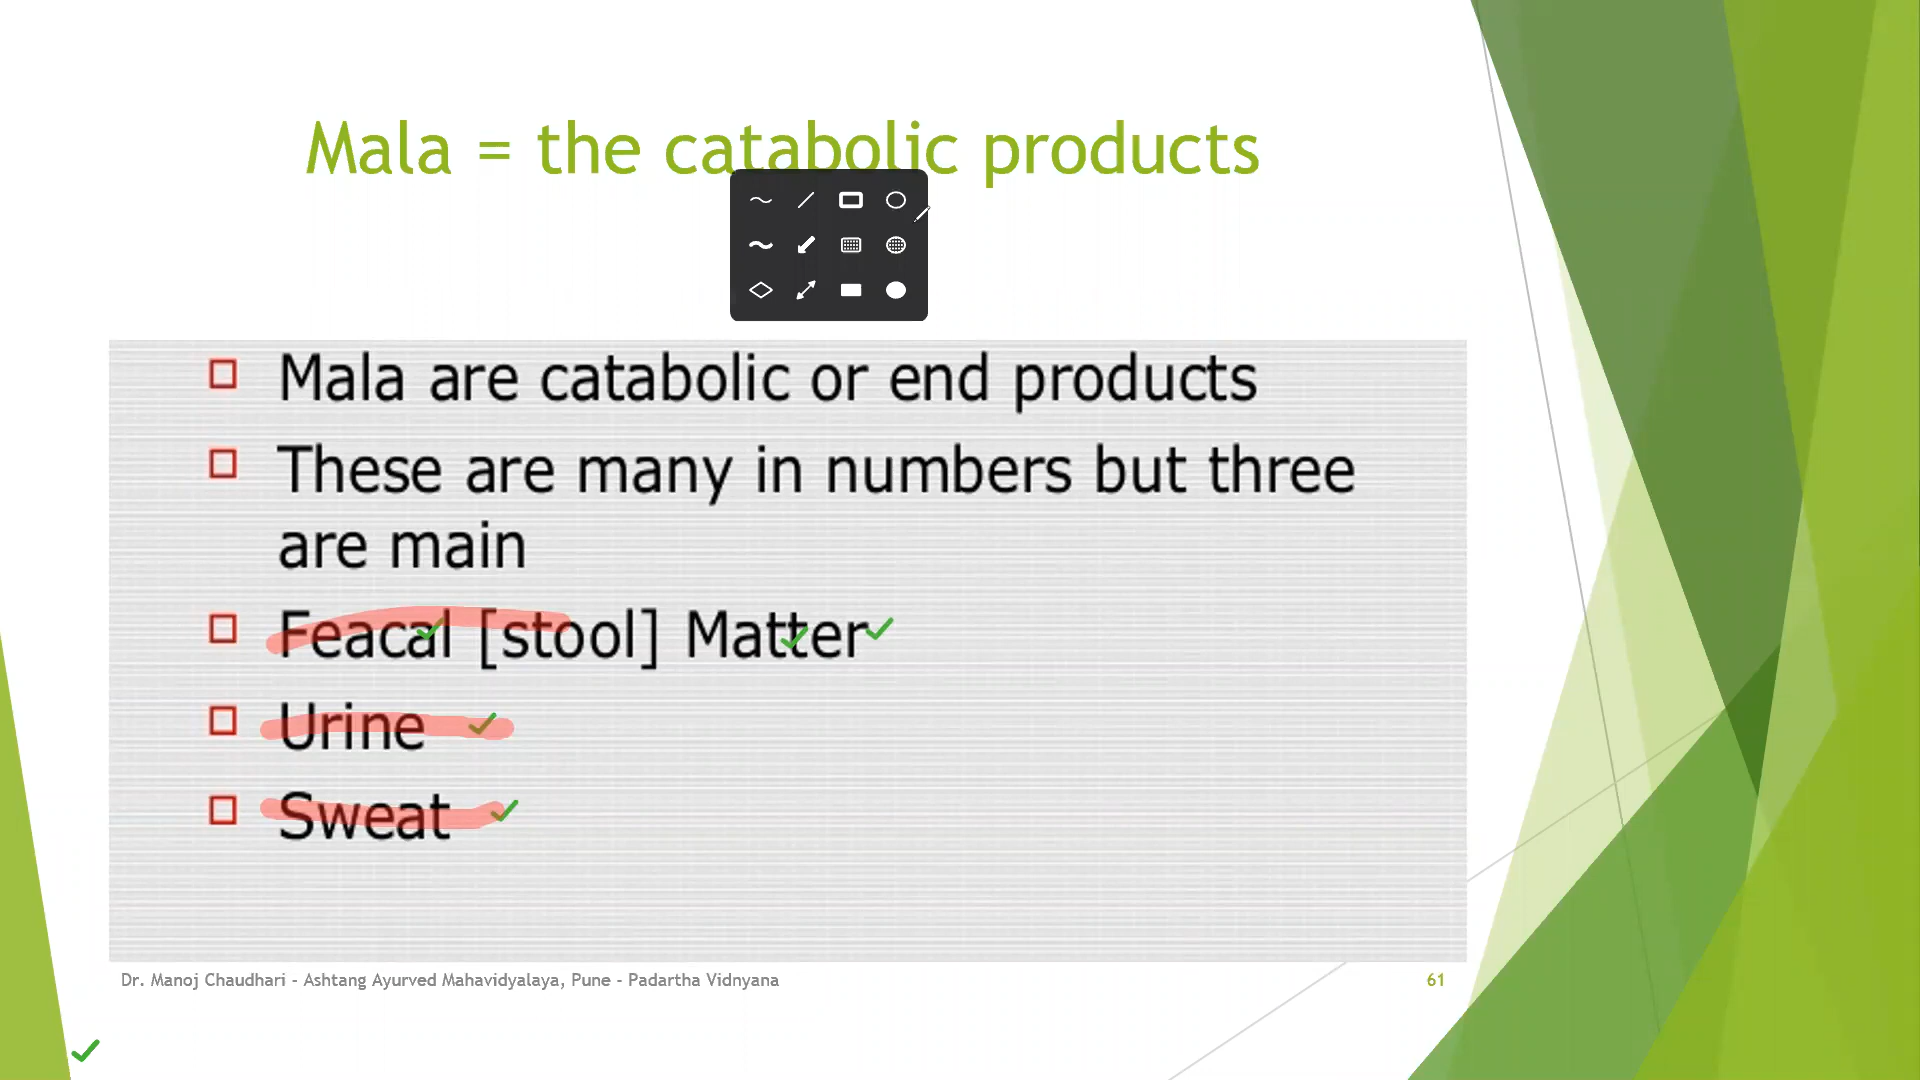 Mala = the catabolic products
Mala are catabolic or end products
These are many in numbers but three
are main
Feacal [stool] Matter
Urine
Sweat
Dr. Manoj Chaudhari - Ashtang Ayurved Mahavidyalaya, Pune - Padartha Vidnyana
61